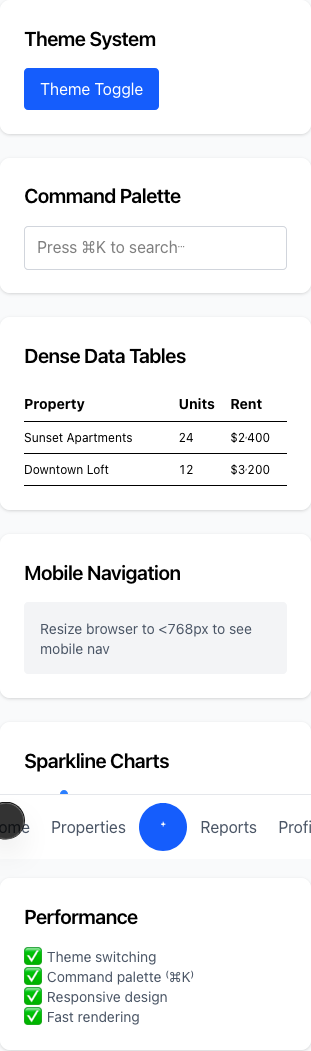 Theme System
Theme Toggle
Command Palette
Press ⌘K to search...
Dense Data Tables
Property Units Rent
Sunset Apartments 24 $2,400
Downtown Loft 12 $3,200
Mobile Navigation
Resize browser to <768px to see
mobile nav
Sparkline Charts
ome Properties + Reports Profi
Performance
✅ Theme switching
✅ Command palette (⌘K)
✅ Responsive design
✅ Fast rendering